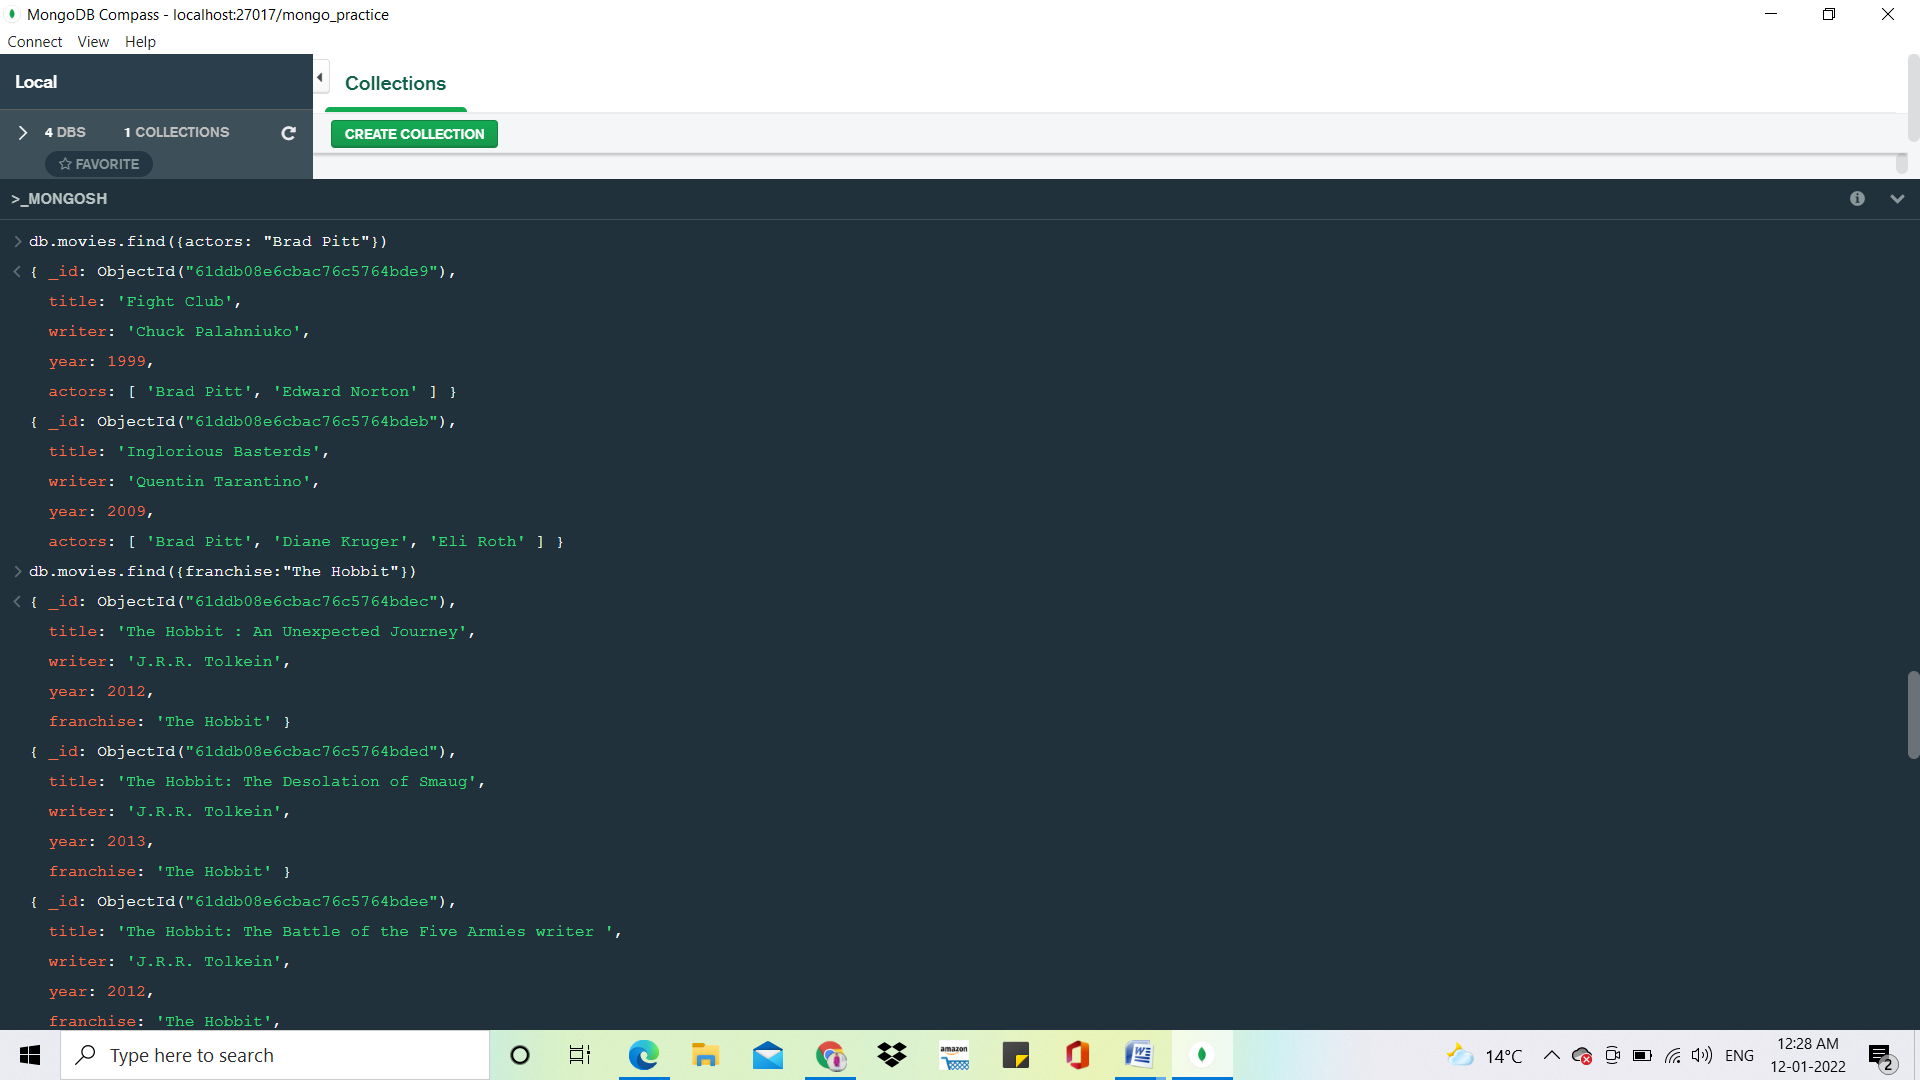 MongoDB Compass - localhost:27017/mongo_practice
Connect View Help
Local
Collections
4 DBS 1 COLLECTIONS
CREATE COLLECTION
FAVORITE
>_MONGOSH
db.movies.find({actors: "Brad Pitt"})
{ _id: ObjectId("61ddb08e6cbac76c5764bde9"),
title: 'Fight Club',
writer: 'Chuck Palahniuko',
year: 1999,
actors: [ 'Brad Pitt', 'Edward Norton' ] }
{ _id: ObjectId("61ddb08e6cbac76c5764bdeb"),
title: 'Inglorious Basterds',
writer: 'Quentin Tarantino',
year: 2009,
actors: [ 'Brad Pitt', 'Diane Kruger', 'Eli Roth' ] }
db.movies.find({franchise:"The Hobbit"})
{ _id: ObjectId("61ddb08e6cbac76c5764bdec"),
title: 'The Hobbit : An Unexpected Journey',
writer: 'J.R.R. Tolkein',
year: 2012,
franchise: 'The Hobbit' }
{ _id: ObjectId("61ddb08e6cbac76c5764bded"),
title: 'The Hobbit: The Desolation of Smaug',
writer: 'J.R.R. Tolkein',
year: 2013,
franchise: 'The Hobbit' }
{ _id: ObjectId("61ddb08e6cbac76c5764bdee"),
title: 'The Hobbit: The Battle of the Five Armies writer ',
writer: 'J.R.R. Tolkein',
year: 2012,
franchise: 'The Hobbit',
Type here to search
amazon
14°C
ENG
12:28 AM
12-01-2022
2